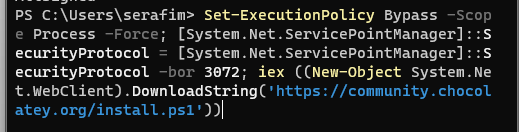 PS C:\Users\serafim> Set-ExecutionPolicy Bypass -Scop
e Process -Force; [System.Net.ServicePointManager]::S
ecurityProtocol = [System.Net.ServicePointManager]::S
ecurityProtocol -bor 3072; iex ((New-Object System.Ne
t.WebClient).DownloadString('https://community.chocol
atey.org/install.ps1'))